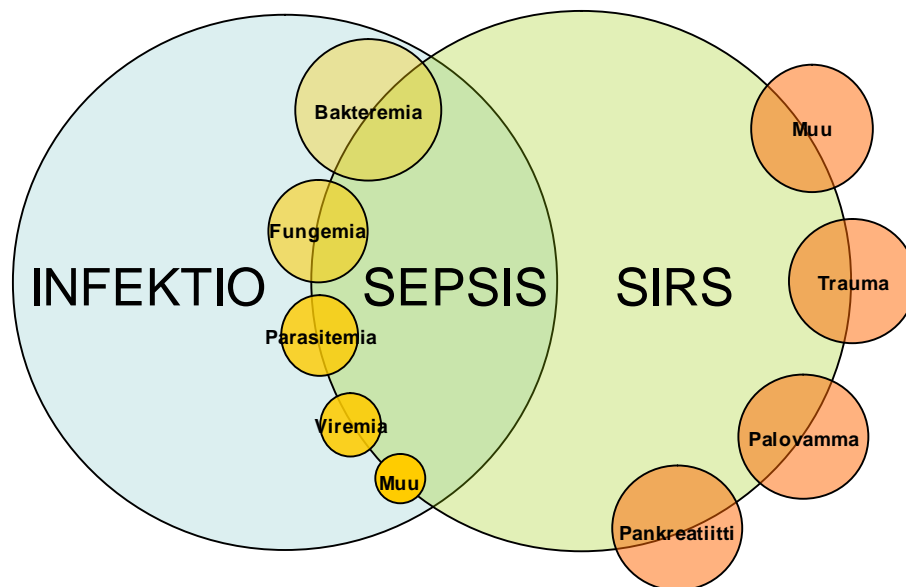 Bakteremia
Muu
Fungemia
INFEKTIO
SEPSIS
SIRS
Trauma
Parasitemia
Viremia
Palovamma
Muu
Pankreatiitti